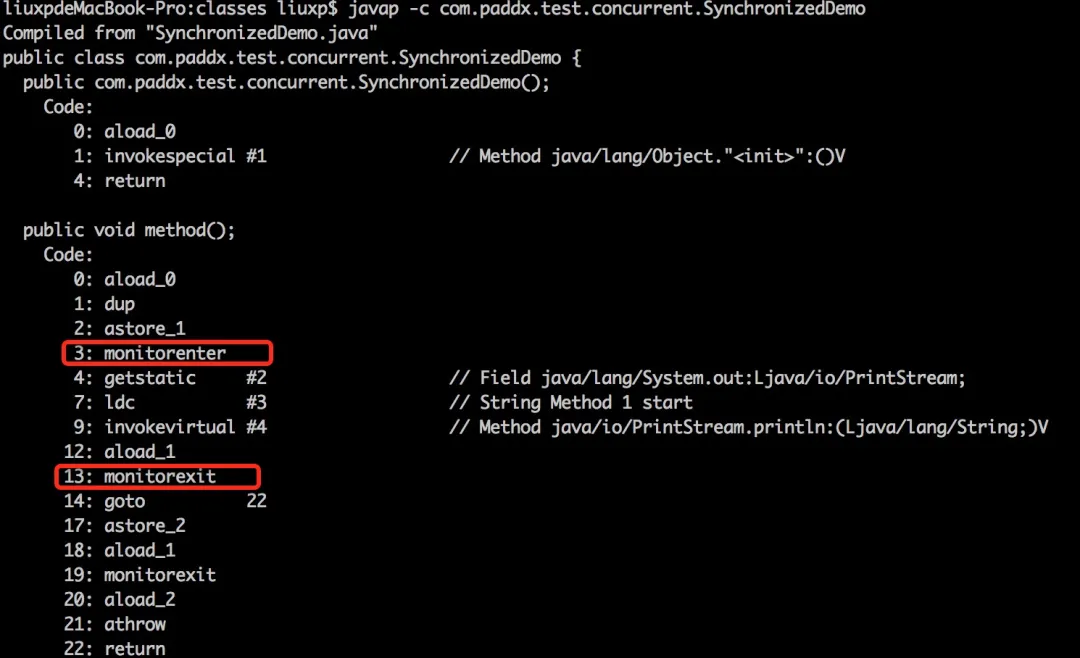 liuxpdeMacBook-Pro:classes liuxp$ javap -c com.paddx.test.concurrent.SynchronizedDemo
Compiled from "SynchronizedDemo.java"
public class com.paddx.test.concurrent.SynchronizedDemo {
  public com.paddx.test.concurrent.SynchronizedDemo();
    Code:
       0: aload_0
       1: invokespecial #1                  // Method java/lang/Object."<init>":()V
       4: return

  public void method();
    Code:
       0: aload_0
       1: dup
       2: astore_1
       3: monitorenter
       4: getstatic     #2                  // Field java/lang/System.out:Ljava/io/PrintStream;
       7: ldc           #3                  // String Method 1 start
       9: invokevirtual #4                  // Method java/io/PrintStream.println:(Ljava/lang/String;)V
      12: aload_1
      13: monitorexit
      14: goto          22
      17: astore_2
      18: aload_1
      19: monitorexit
      20: aload_2
      21: athrow
      22: return